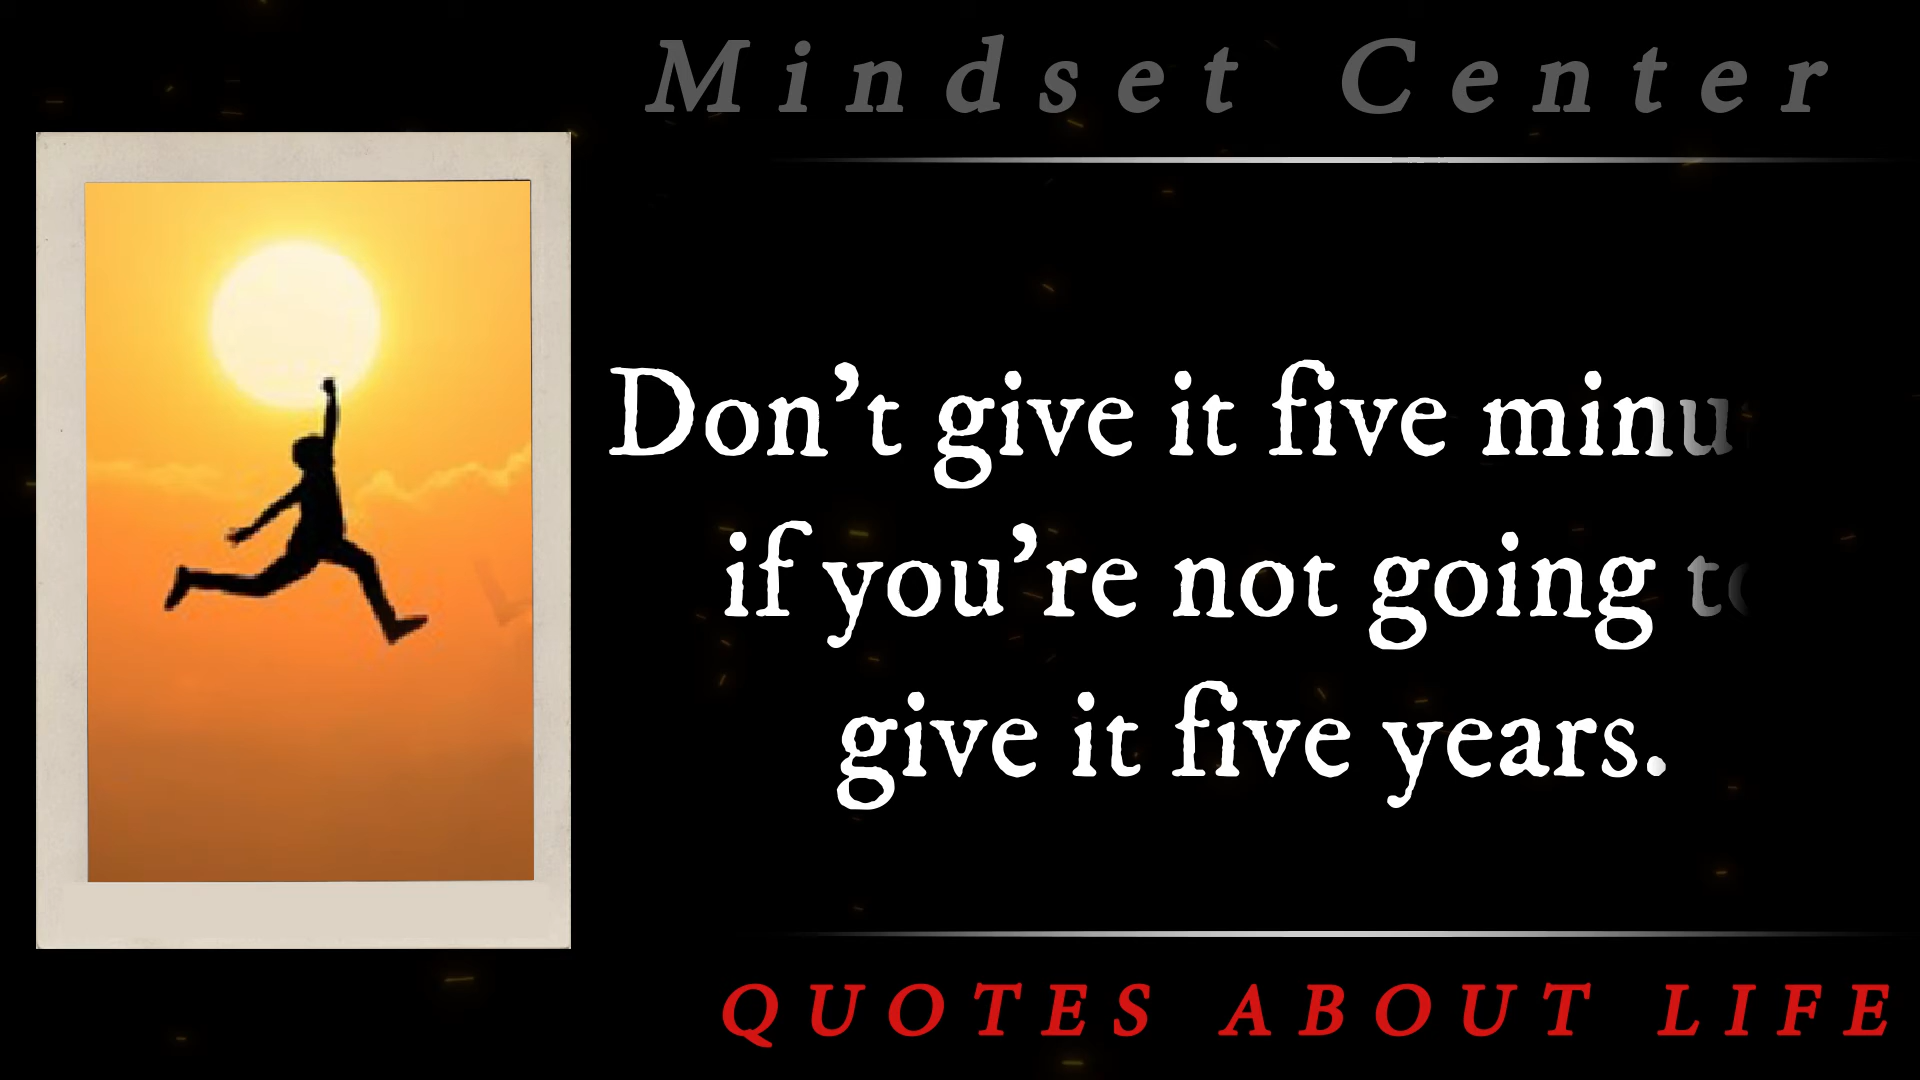 Mindset Center
Don't give it five minu
if you're not going to
give it five years.
QUOTES ABOUT LIFE